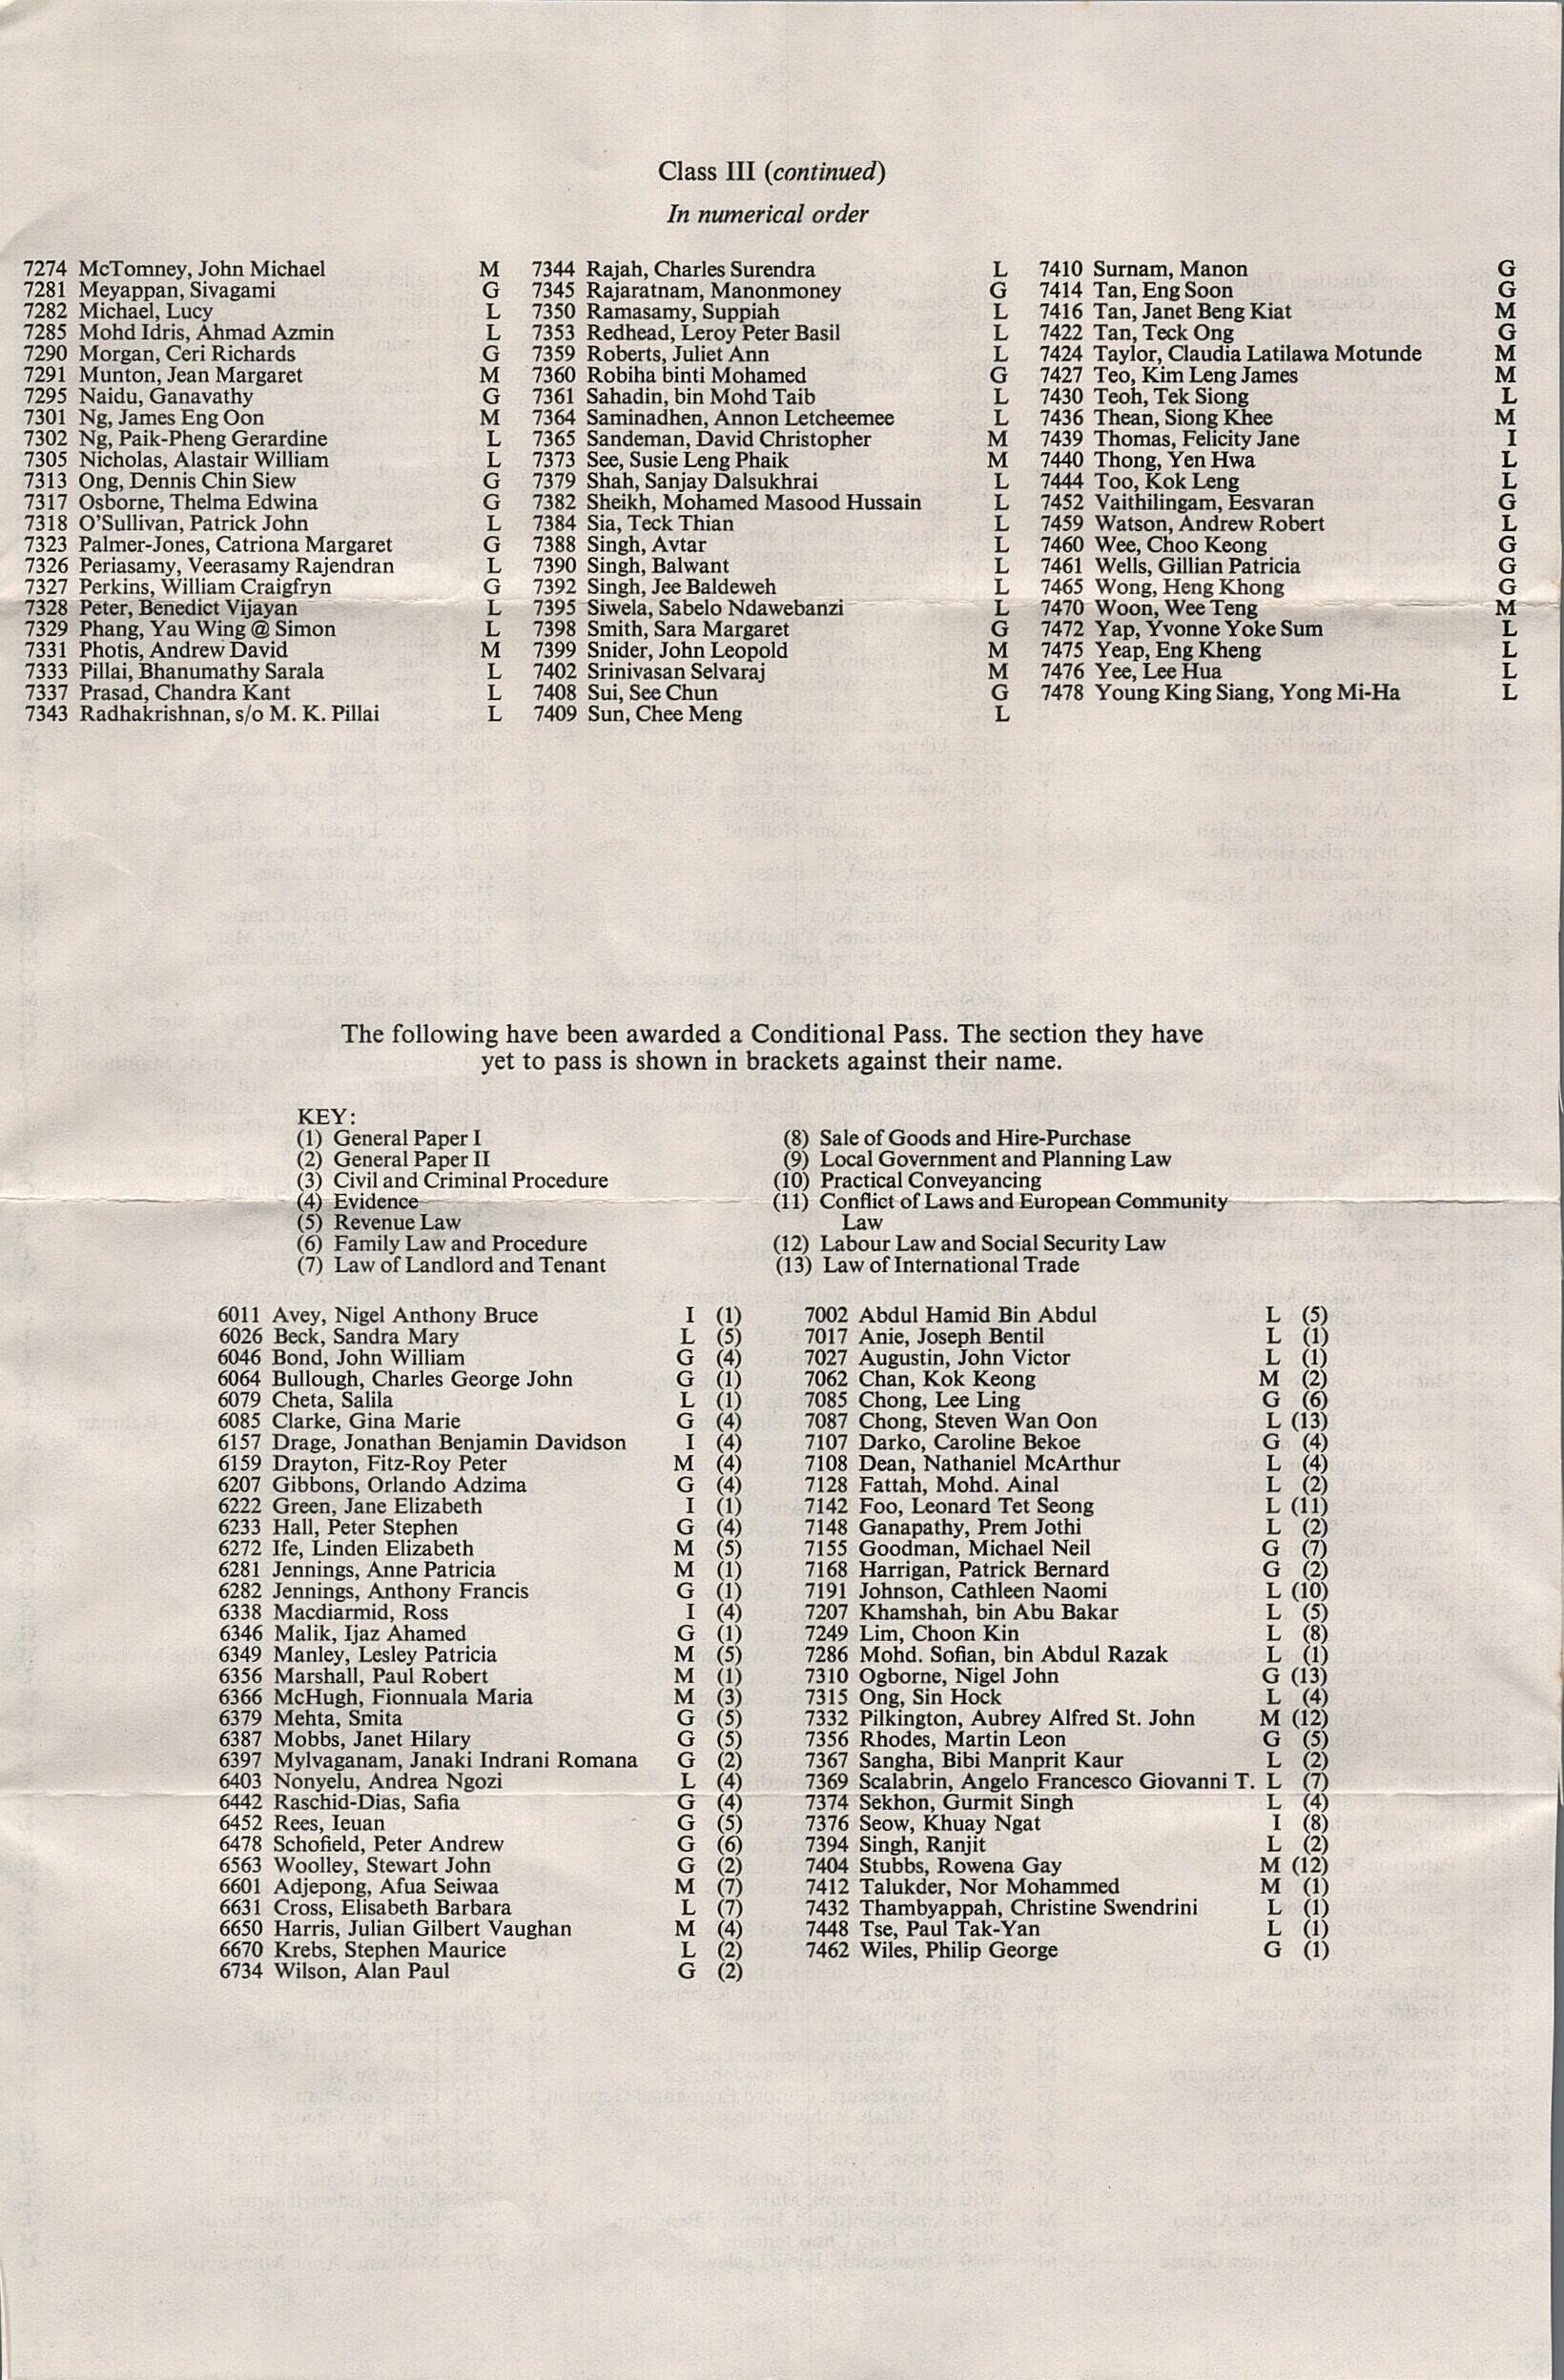 Class III (continued)
In numerical order
7274 McTomney, John Michael M
7281 Meyappan, Sivagami G
7282 Michael, Lucy L
7285 Mohd Idris, Ahmad Azmin L
7290 Morgan, Ceri Richards G
7291 Munton, Jean Margaret M
7295 Naidu, Ganavathy G
7301 Ng, James Eng Oon M
7302 Ng, Paik-Pheng Gerardine L
7305 Nicholas, Alastair William L
7313 Ong, Dennis Chin Siew G
7317 Osborne, Thelma Edwina G
7318 O'Sullivan, Patrick John L
7323 Palmer-Jones, Catriona Margaret G
7326 Periasamy, Veerasamy Rajendran L
7327 Perkins, William Craigfryn G
7328 Peter, Benedict Vijayan L
7329 Phang, Yau Wing @ Simon L
7331 Photis, Andrew David M
7333 Pillai, Bhanumathy Sarala L
7337 Prasad, Chandra Kant L
7343 Radhakrishnan, s/o M. K. Pillai L
7344 Rajah, Charles Surendra L
7345 Rajaratnam, Manonmoney G
7350 Ramasamy, Suppiah L
7353 Redhead, Leroy Peter Basil L
7359 Roberts, Juliet Ann L
7360 Robiha binti Mohamed G
7361 Sahadin, bin Mohd Taib L
7364 Saminadhen, Annon Letcheemee L
7365 Sandeman, David Christopher M
7373 See, Susie Leng Phaik M
7379 Shah, Sanjay Dalsukhrai L
7382 Sheikh, Mohamed Masood Hussain L
7384 Sia, Teck Thian L
7388 Singh, Avtar L
7390 Singh, Balwant L
7392 Singh, Jee Baldeweh L
7395 Siwela, Sabelo Ndawebanzi L
7398 Smith, Sara Margaret G
7399 Snider, John Leopold M
7402 Srinivasan Selvaraj M
7408 Sui, See Chun G
7409 Sun, Chee Meng L
7410 Surnam, Manon G
7414 Tan, Eng Soon G
7416 Tan, Janet Beng Kiat M
7422 Tan, Teck Ong G
7424 Taylor, Claudia Latilawa Motunde M
7427 Teo, Kim Leng James M
7430 Teoh, Tek Siong L
7436 Thean, Siong Khee M
7439 Thomas, Felicity Jane I
7440 Thong, Yen Hwa L
7444 Too, Kok Leng L
7452 Vaithilingam, Eesvaran G
7459 Watson, Andrew Robert L
7460 Wee, Choo Keong G
7461 Wells, Gillian Patricia G
7465 Wong, Heng Khong G
7470 Woon, Wee Teng M
7472 Yap, Yvonne Yoke Sum L
7475 Yeap, Eng Kheng L
7476 Yee, Lee Hua L
7478 Young King Siang, Yong Mi-Ha L
The following have been awarded a Conditional Pass. The section they have
yet to pass is shown in brackets against their name.
KEY:
(1) General Paper I
(2) General Paper II
(3) Civil and Criminal Procedure
(4) Evidence
(5) Revenue Law
(6) Family Law and Procedure
(7) Law of Landlord and Tenant
(8) Sale of Goods and Hire-Purchase
(9) Local Government and Planning Law
(10) Practical Conveyancing
(11) Conflict of Laws and European Community
Law
(12) Labour Law and Social Security Law
(13) Law of International Trade
6011 Avey, Nigel Anthony Bruce I (1)
6026 Beck, Sandra Mary L (5)
6046 Bond, John William G (4)
6064 Bullough, Charles George John G (1)
6079 Cheta, Salila L (1)
6085 Clarke, Gina Marie G (4)
6157 Drage, Jonathan Benjamin Davidson I (4)
6159 Drayton, Fitz-Roy Peter M (4)
6207 Gibbons, Orlando Adzima G (4)
6222 Green, Jane Elizabeth I (1)
6233 Hall, Peter Stephen G (4)
6272 Ife, Linden Elizabeth M (5)
6281 Jennings, Anne Patricia M (1)
6282 Jennings, Anthony Francis G (1)
6338 Macdiarmid, Ross I (4)
6346 Malik, Ijaz Ahamed G (1)
6349 Manley, Lesley Patricia M (5)
6356 Marshall, Paul Robert M (1)
6366 McHugh, Fionnuala Maria M (3)
6379 Mehta, Smita G (5)
6387 Mobbs, Janet Hilary G (5)
6397 Mylvaganam, Janaki Indrani Romana G (2)
6403 Nonyelu, Andrea Ngozi L (4)
6442 Raschid-Dias, Safia G (4)
6452 Rees, Ieuan G (5)
6478 Schofield, Peter Andrew G (6)
6563 Woolley, Stewart John G (2)
6601 Adjepong, Afua Seiwaa M (7)
6631 Cross, Elisabeth Barbara L (7)
6650 Harris, Julian Gilbert Vaughan M (4)
6670 Krebs, Stephen Maurice L (2)
6734 Wilson, Alan Paul G (2)
7002 Abdul Hamid Bin Abdul L (5)
7017 Anie, Joseph Bentil L (1)
7027 Augustin, John Victor L (1)
7062 Chan, Kok Keong M (2)
7085 Chong, Lee Ling G (6)
7087 Chong, Steven Wan Oon L (13)
7107 Darko, Caroline Bekoe G (4)
7108 Dean, Nathaniel McArthur L (4)
7128 Fattah, Mohd. Ainal L (2)
7142 Foo, Leonard Tet Seong L (11)
7148 Ganapathy, Prem Jothi L (2)
7155 Goodman, Michael Neil G (7)
7168 Harrigan, Patrick Bernard G (2)
7191 Johnson, Cathleen Naomi L (10)
7207 Khamshah, bin Abu Bakar L (5)
7249 Lim, Choon Kin L (8)
7286 Mohd. Sofian, bin Abdul Razak L (1)
7310 Ogborne, Nigel John G (13)
7315 Ong, Sin Hock L (4)
7332 Pilkington, Aubrey Alfred St. John M (12)
7356 Rhodes, Martin Leon G (5)
7367 Sangha, Bibi Manprit Kaur L (2)
7369 Scalabrin, Angelo Francesco Giovanni T. L (7)
7374 Sekhon, Gurmit Singh L (4)
7376 Seow, Khuay Ngat I (8)
7394 Singh, Ranjit L (2)
7404 Stubbs, Rowena Gay M (12)
7412 Talukder, Nor Mohammed M (1)
7432 Thambyappah, Christine Swendrini L (1)
7448 Tse, Paul Tak-Yan L (1)
7462 Wiles, Philip George G (1)